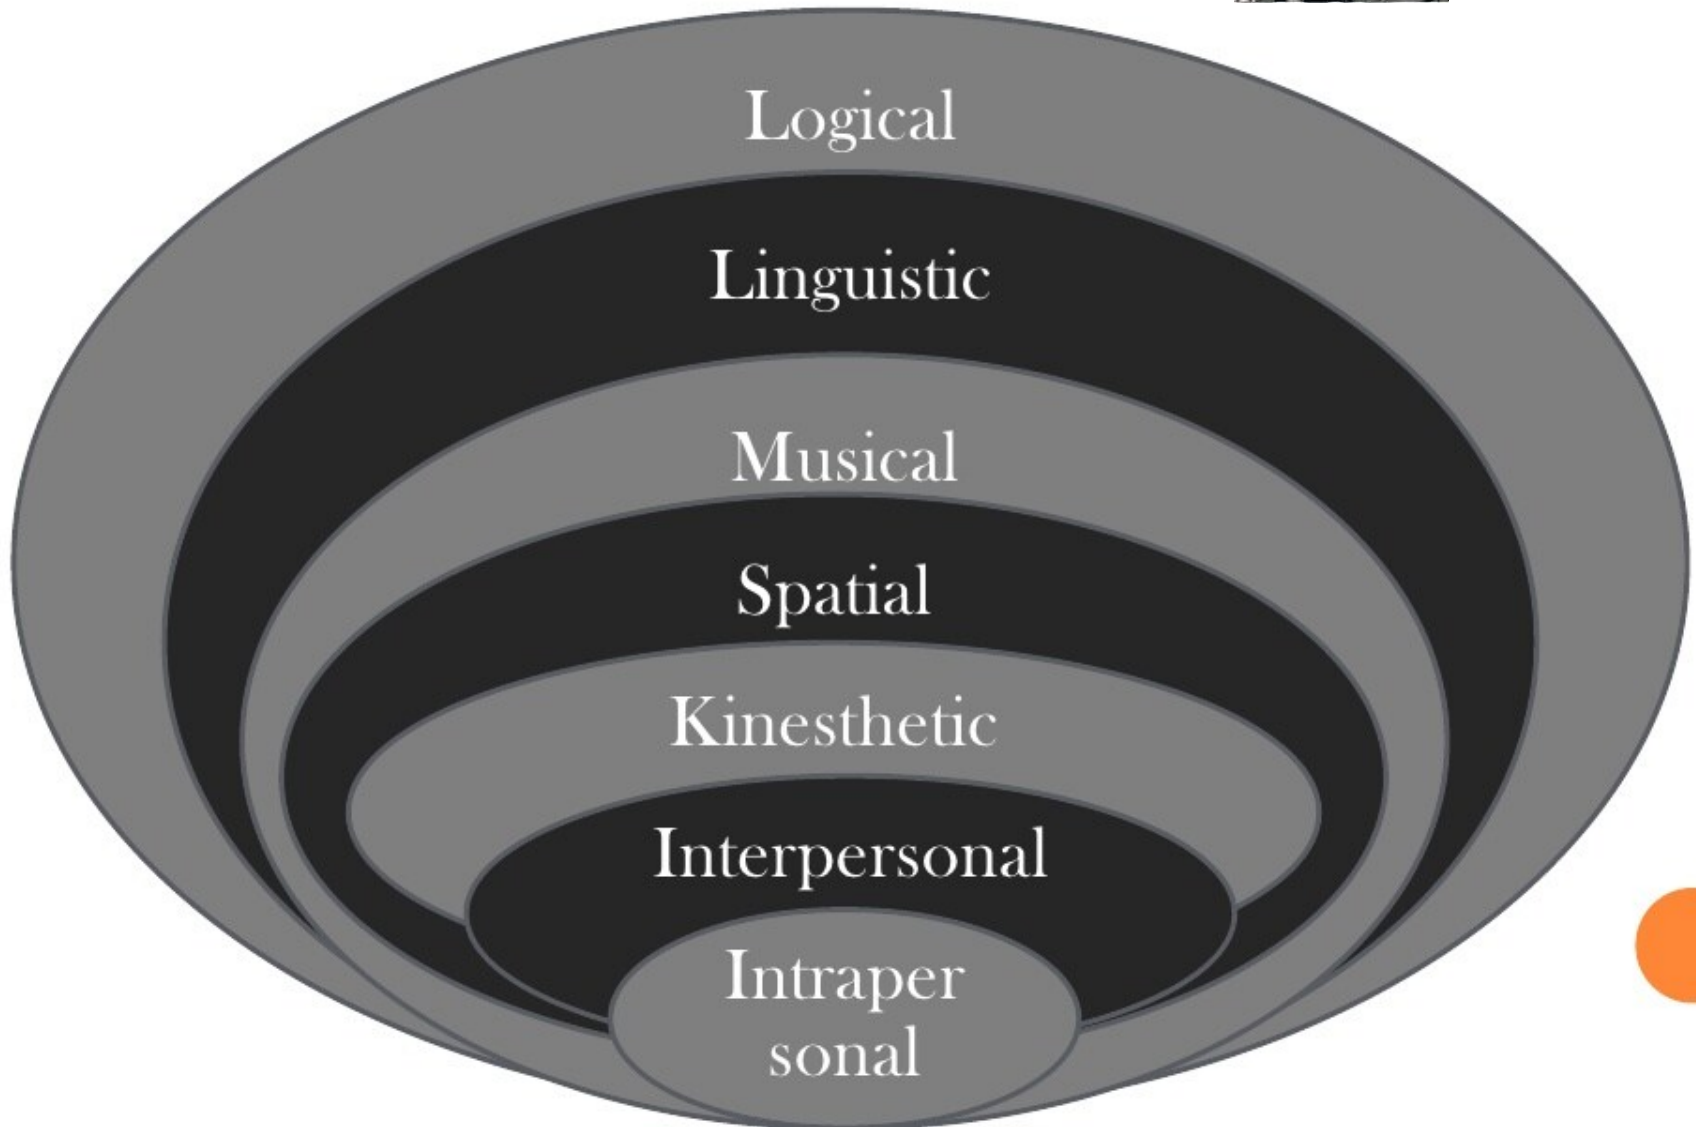 Logical
Linguistic
Musical
Spatial
Kinesthetic
Interpersonal
Intraper
sonal